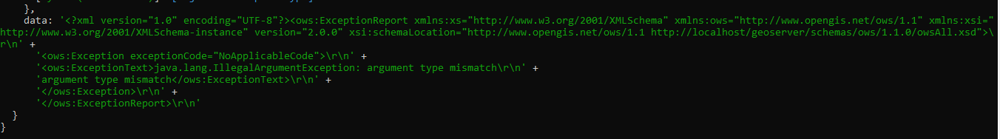 },
data: '<?xml version="1.0" encoding="UTF-8"?><ows:ExceptionReport xmlns:xs="http://www.w3.org/2001/XMLSchema" xmlns:ows="http://www.opengis.net/ows/1.1" xmlns:xsi="
http://www.w3.org/2001/XMLSchema-instance" version="2.0.0" xsi:schemaLocation="http://www.opengis.net/ows/1.1 http://localhost/geoserver/schemas/ows/1.1.0/owsAll.xsd">\
r\n' +
'<ows:Exception exceptionCode="NoApplicableCode">\r\n' +
'<ows:ExceptionText>java.lang.IllegalArgumentException: argument type mismatch\r\n' +
'argument type mismatch</ows:ExceptionText>\r\n' +
'</ows:Exception>\r\n' +
'</ows:ExceptionReport>\r\n'
}
}